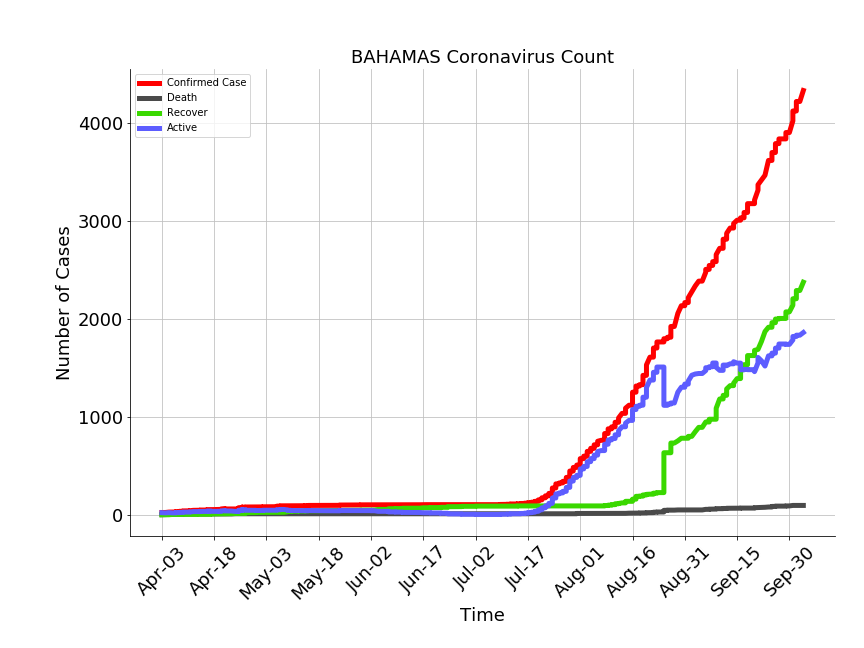 BAHAMAS Coronavirus Count
Confirmed Case
Death
Recover
Active
Number of Cases
4000
3000
2000
1000
0
Apr-03
Apr-18
May-03
May-18
Jun-02
Jun-17
Jul-02
Jul-17
Aug-01
Aug-16
Aug-31
Sep-15
Sep-30
Time